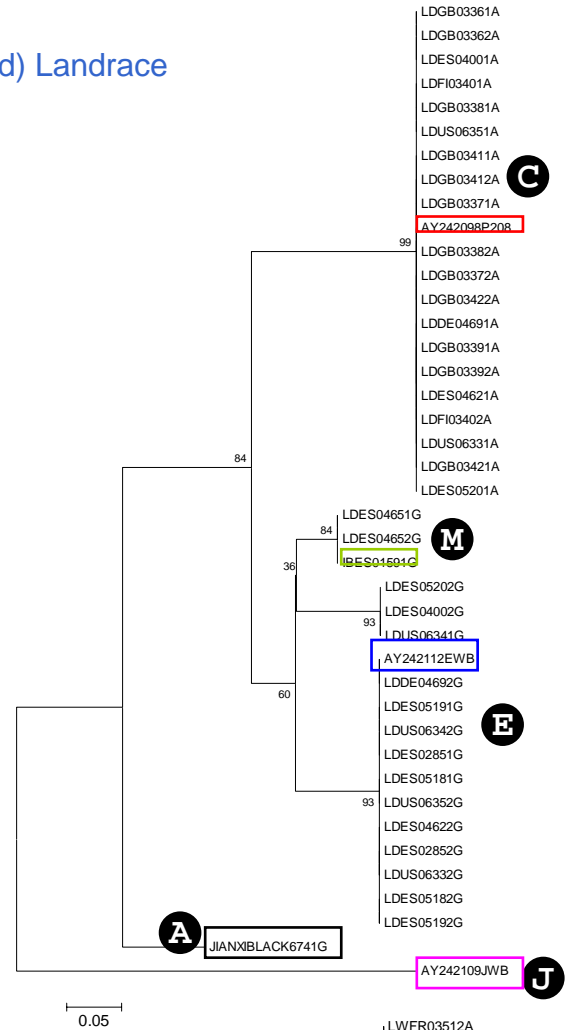 d) Landrace
LDGB03361A
LDGB03362A
LDES04001A
LDFI03401A
LDGB03381A
LDUS06351A
LDGB03411A
LDGB03412A
C
LDGB03371A
AY242098P208
99
LDGB03382A
LDGB03372A
LDGB03422A
LDDE04691A
LDGB03391A
LDGB03392A
LDES04621A
LDFI03402A
LDUS06331A
84
LDGB03421A
LDES05201A
LDES04651G
84
LDES04652G
M
IBES01591G
36
LDES05202G
LDES04002G
93
LDUS06341G
AY242112EWB
LDDE04692G
60
LDES05191G
LDUS06342G
E
LDES02851G
LDES05181G
93
LDUS06352G
LDES04622G
LDES02852G
LDUS06332G
LDES05182G
LDES05192G
A
JIANXIBLACK6741G
AY242109JWB
J
0.05
LWFR03512A